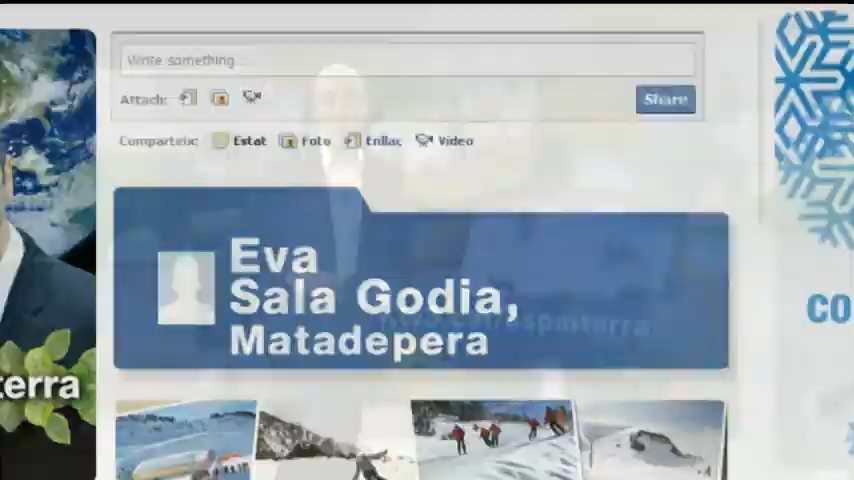 Write something...
Attach:
Share
Comparteix: Estat Foto Enllaç Vídeo
Eva
Sala Godia,
Matadepera
terra
co